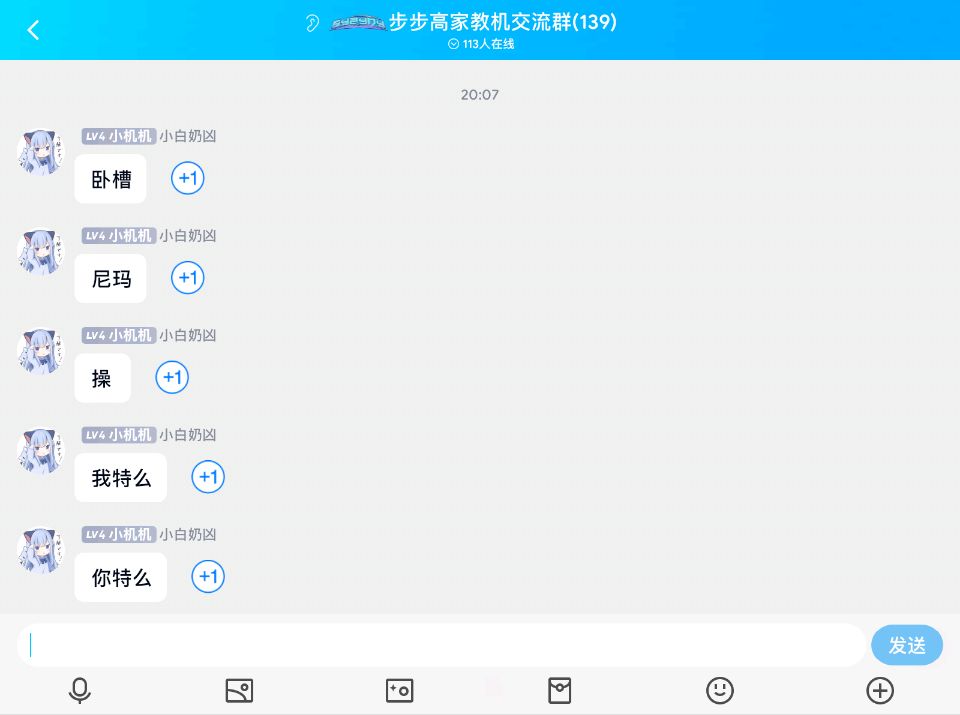 步步高家教机交流群(139)
113人在线
20:07
LV4 小机机 小白奶凶
卧槽
+1
LV4 小机机 小白奶凶
尼玛
+1
LV4 小机机 小白奶凶
操
+1
LV4 小机机 小白奶凶
我特么
+1
LV4 小机机 小白奶凶
你特么
+1
发送